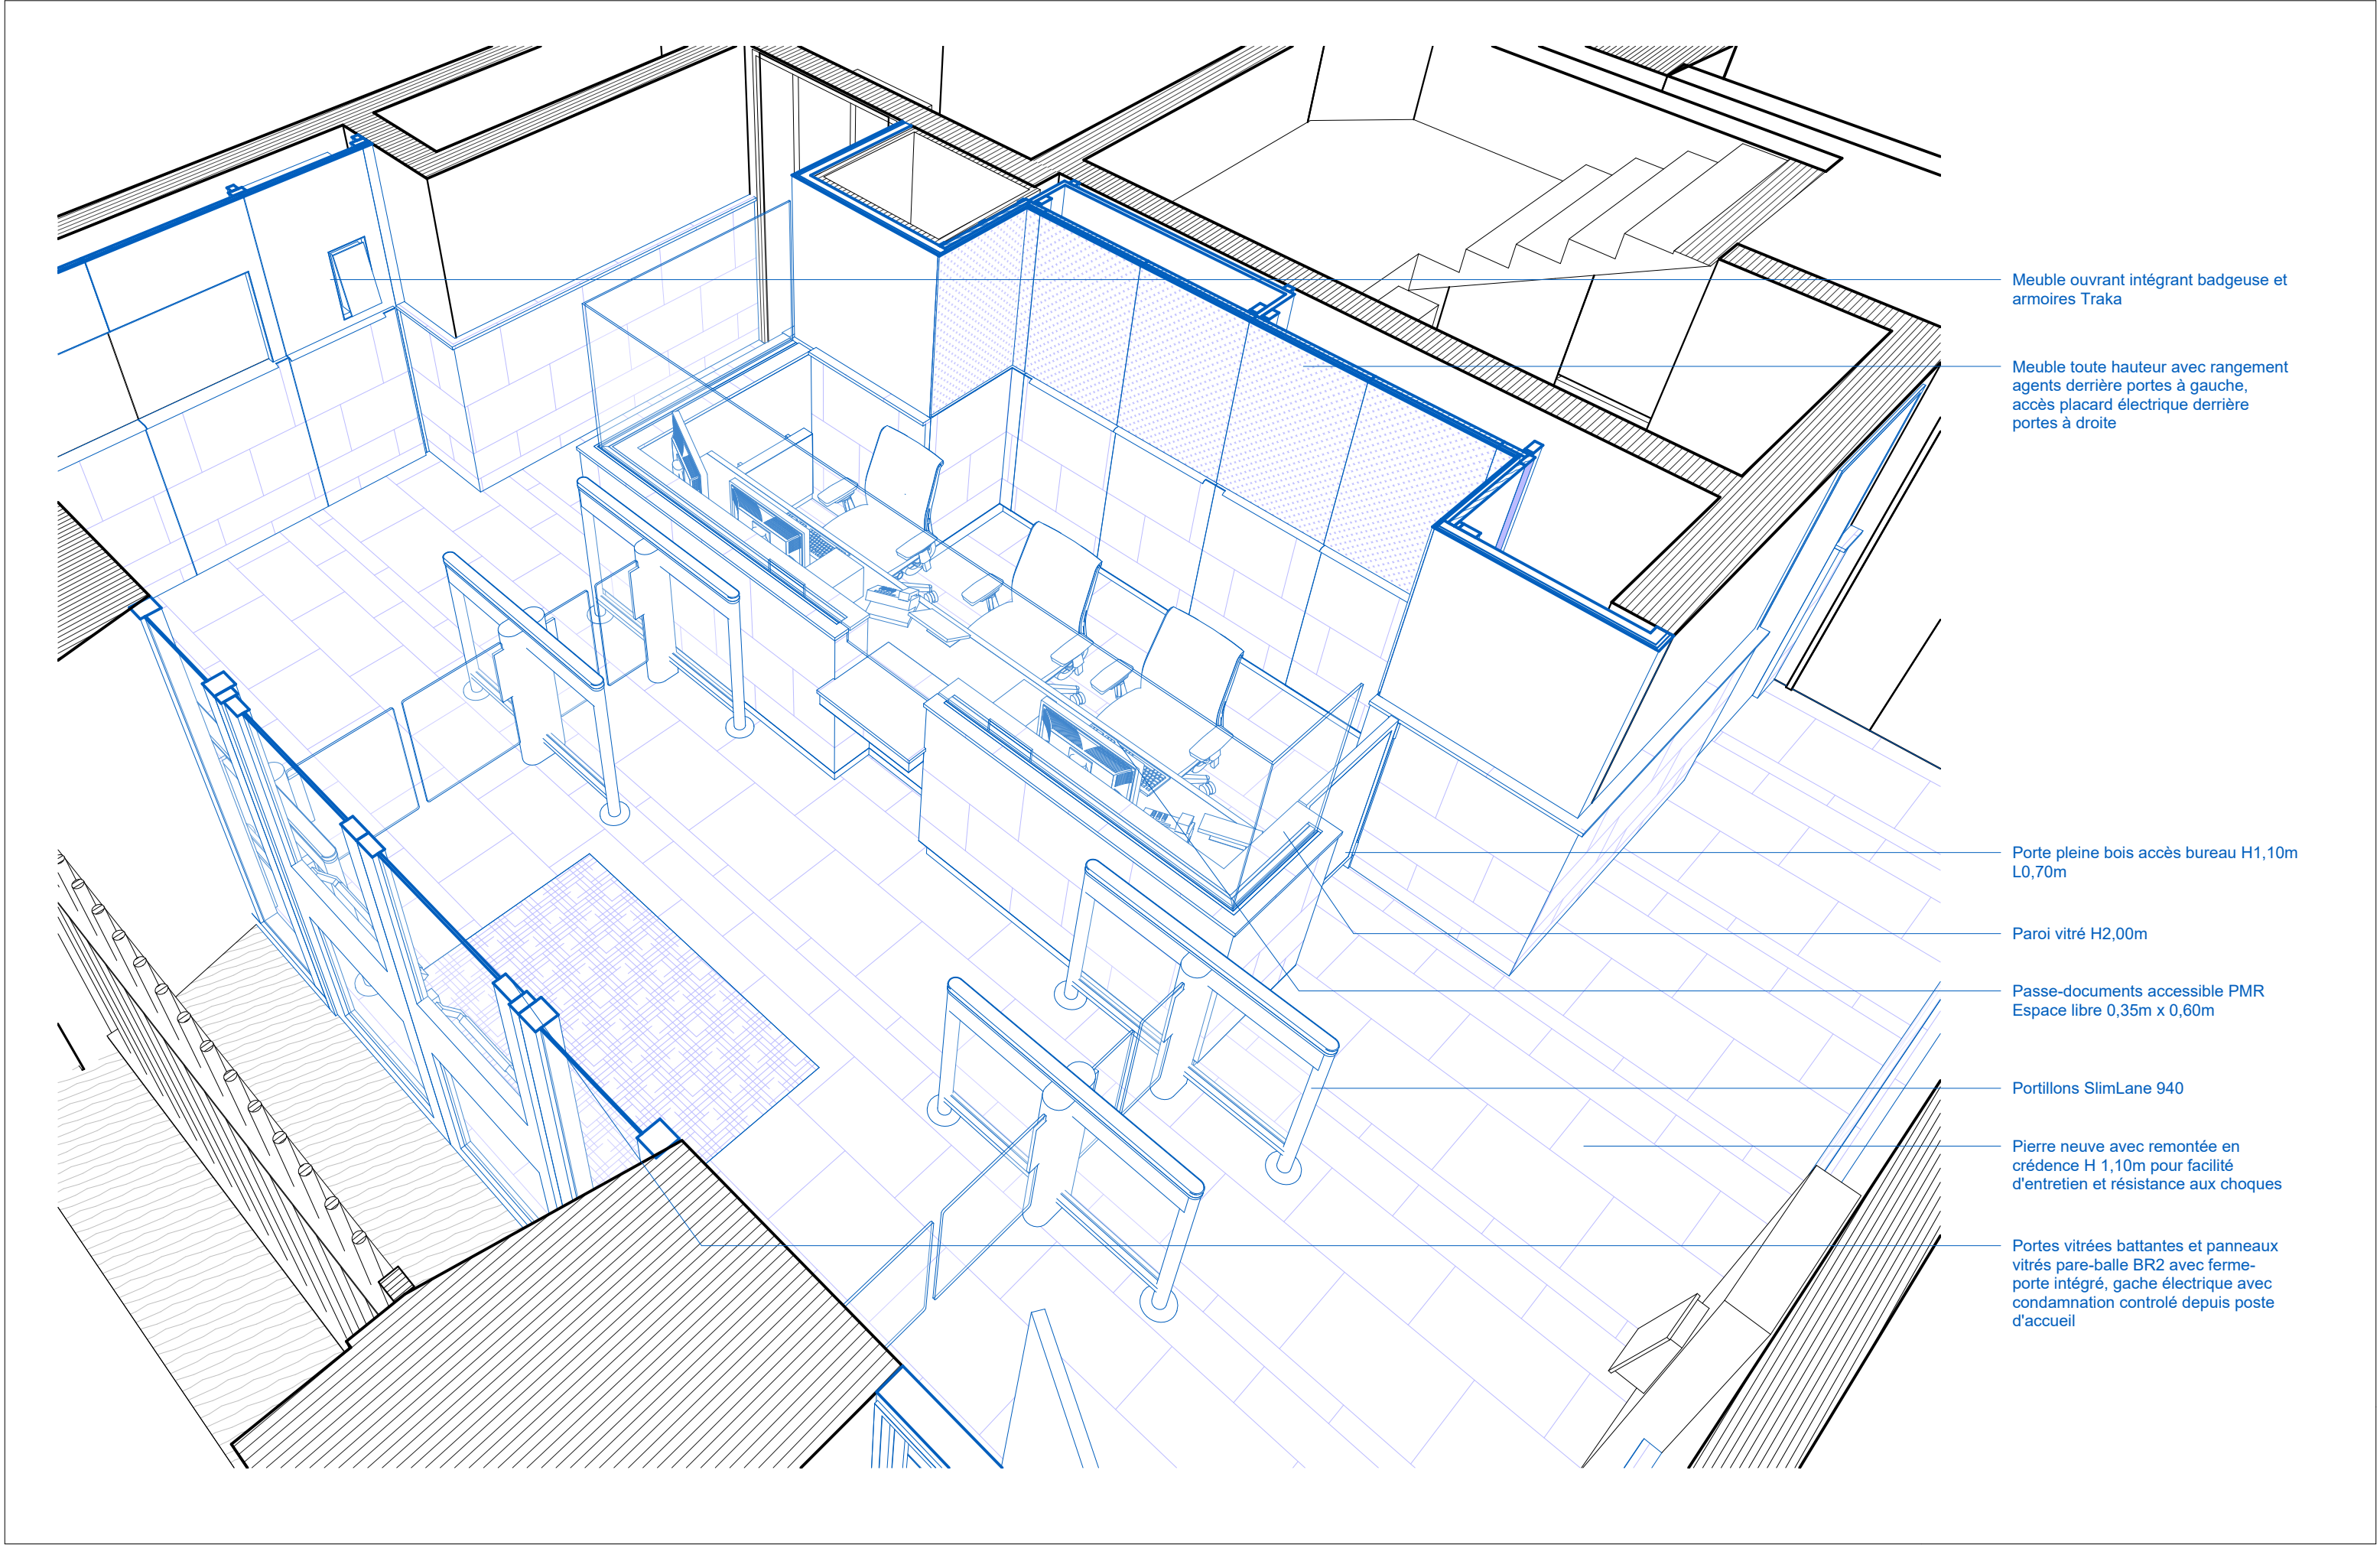 Meuble ouvrant intégrant badgeuse et
armoires Traka
Meuble toute hauteur avec rangement
agents derrière portes à gauche,
accès placard électrique derrière
portes à droite
Porte pleine bois accès bureau H1,10m
L0,70m
Paroi vitré H2,00m
Passe-documents accessible PMR
Espace libre 0,35m x 0,60m
Portillons SlimLane 940
Pierre neuve avec remontée en
crédence H 1,10m pour facilité
d'entretien et résistance aux choques
Portes vitrées battantes et panneaux
vitrés pare-balle BR2 avec ferme-
porte intégré, gache électrique avec
condamnation controlé depuis poste
d'accueil